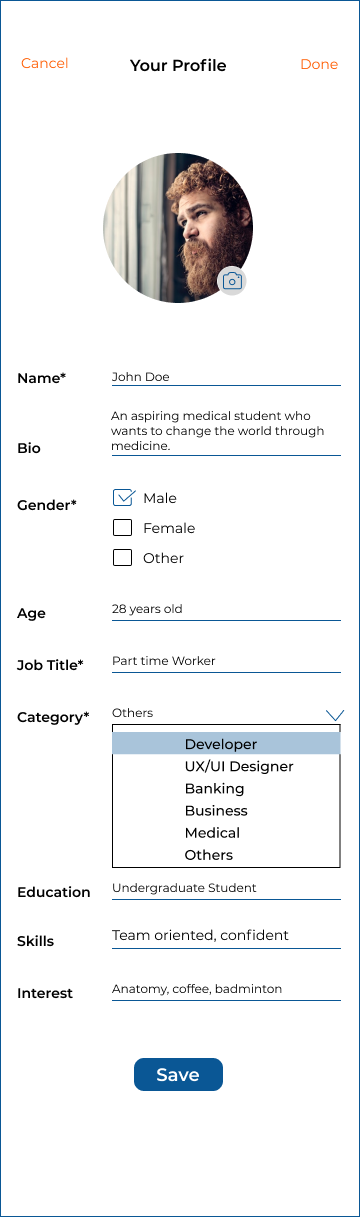 Cancel Your Profile Done
Name* John Doe
An aspiring medical student who
wants to change the world through
Bio medicine.
Gender* Male
Female
Other
Age 28 years old
Job Title* Part time Worker
Category* Others
Developer
UX/UI Designer
Banking
Business
Medical
Others
Education Undergraduate Student
Skills Team oriented, confident
Interest Anatomy, coffee, badminton
Save